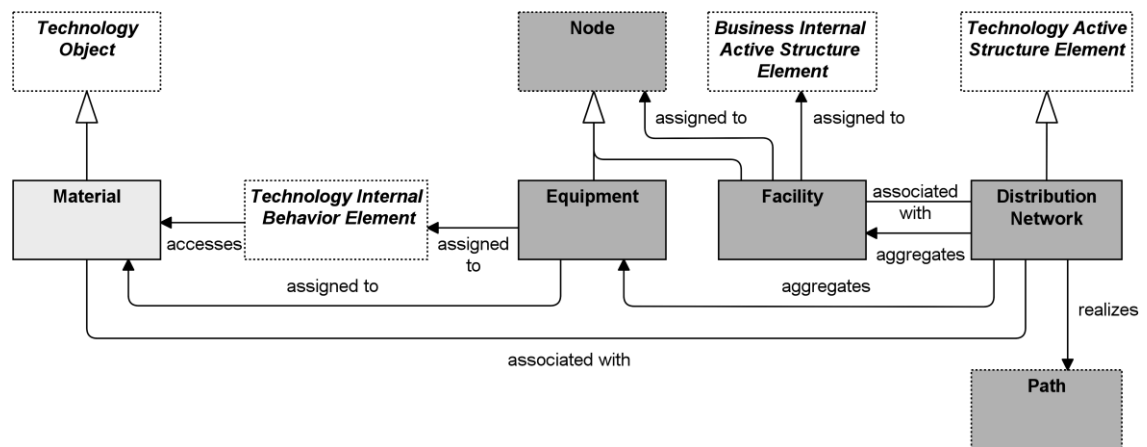 Technology
Object
Node
Business Internal
Active Structure
Element
Technology Active
Structure Element
assigned to
assigned to
Material
Technology Internal
Behavior Element
Equipment
Facility
associated
with
Distribution
Network
accesses
assigned
to
aggregates
assigned to
aggregates
realizes
associated with
Path